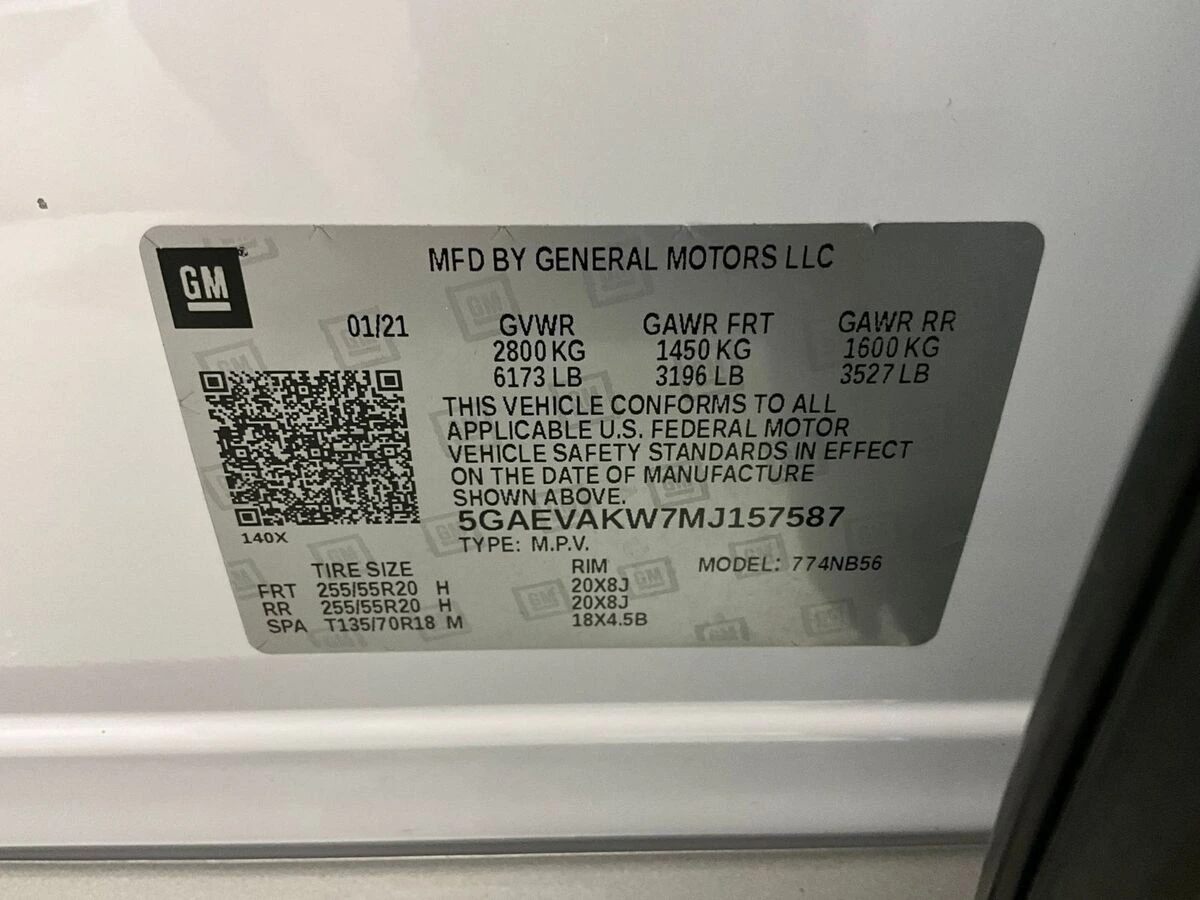 GM
MFD BY GENERAL MOTORS LLC
01/21 GVWR GAWR FRT GAWR RR
2800 KG 1450 KG 1600 KG
6173 LB 3196 LB 3527 LB
THIS VEHICLE CONFORMS TO ALL
APPLICABLE U.S. FEDERAL MOTOR
VEHICLE SAFETY STANDARDS IN EFFECT
ON THE DATE OF MANUFACTURE
SHOWN ABOVE.
5GAEVAKW7MJ157587
140X
TYPE: M.P.V.
TIRE SIZE RIM MODEL: 774NB56
FRT 255/55R20 H 20X8J
RR 255/55R20 H 20X8J
SPA T135/70R18 M 18X4.5B